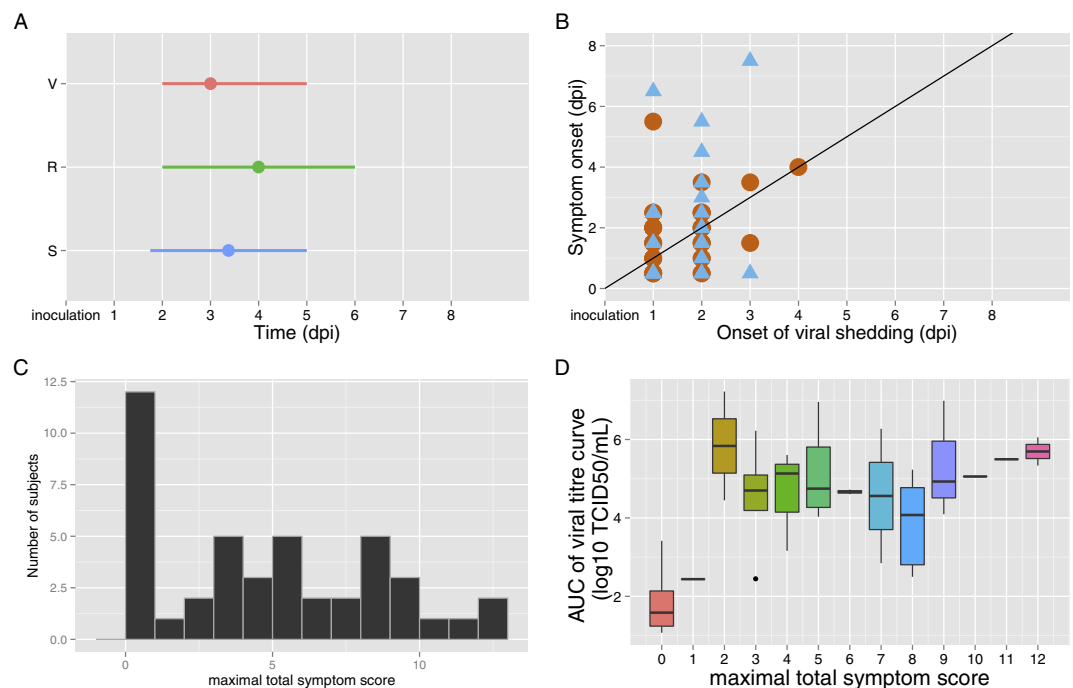 A
V
R
S
inoculation 1 2 3 4 5 6 7 8
Time (dpi)
B
8
6
4
2
0
Symptom onset (dpi)
inoculation 1 2 3 4 5 6 7 8
Onset of viral shedding (dpi)
C
12.5
10.0
7.5
5.0
2.5
0.0
Number of subjects
0 5 10
maximal total symptom score
D
6
4
2
AUC of viral titre curve
(log10 TCID50/mL)
0 1 2 3 4 5 6 7 8 9 10 11 12
maximal total symptom score